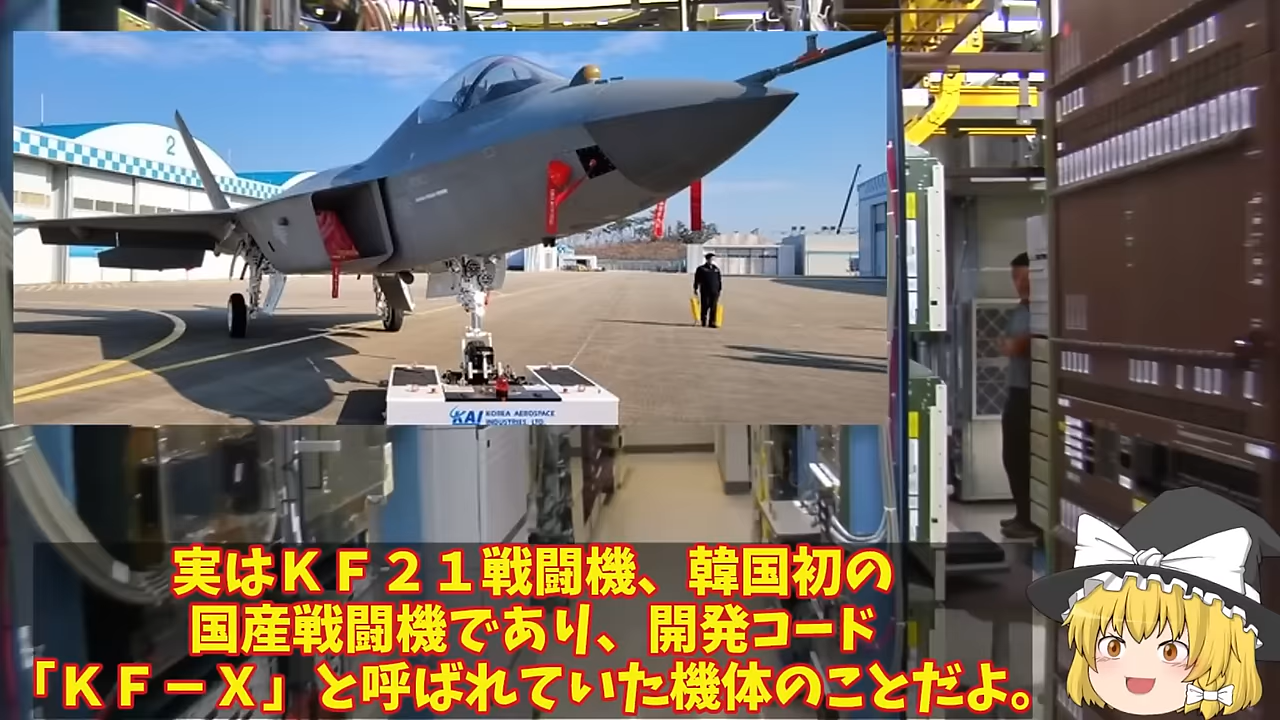 2
KAI KOREA AEROSPACE
INDUSTRIES, LTD.
実はＫＦ２１戦闘機、韓国初の
国産戦闘機であり、開発コード
「ＫＦ－Ｘ」と呼ばれていた機体のことだよ。